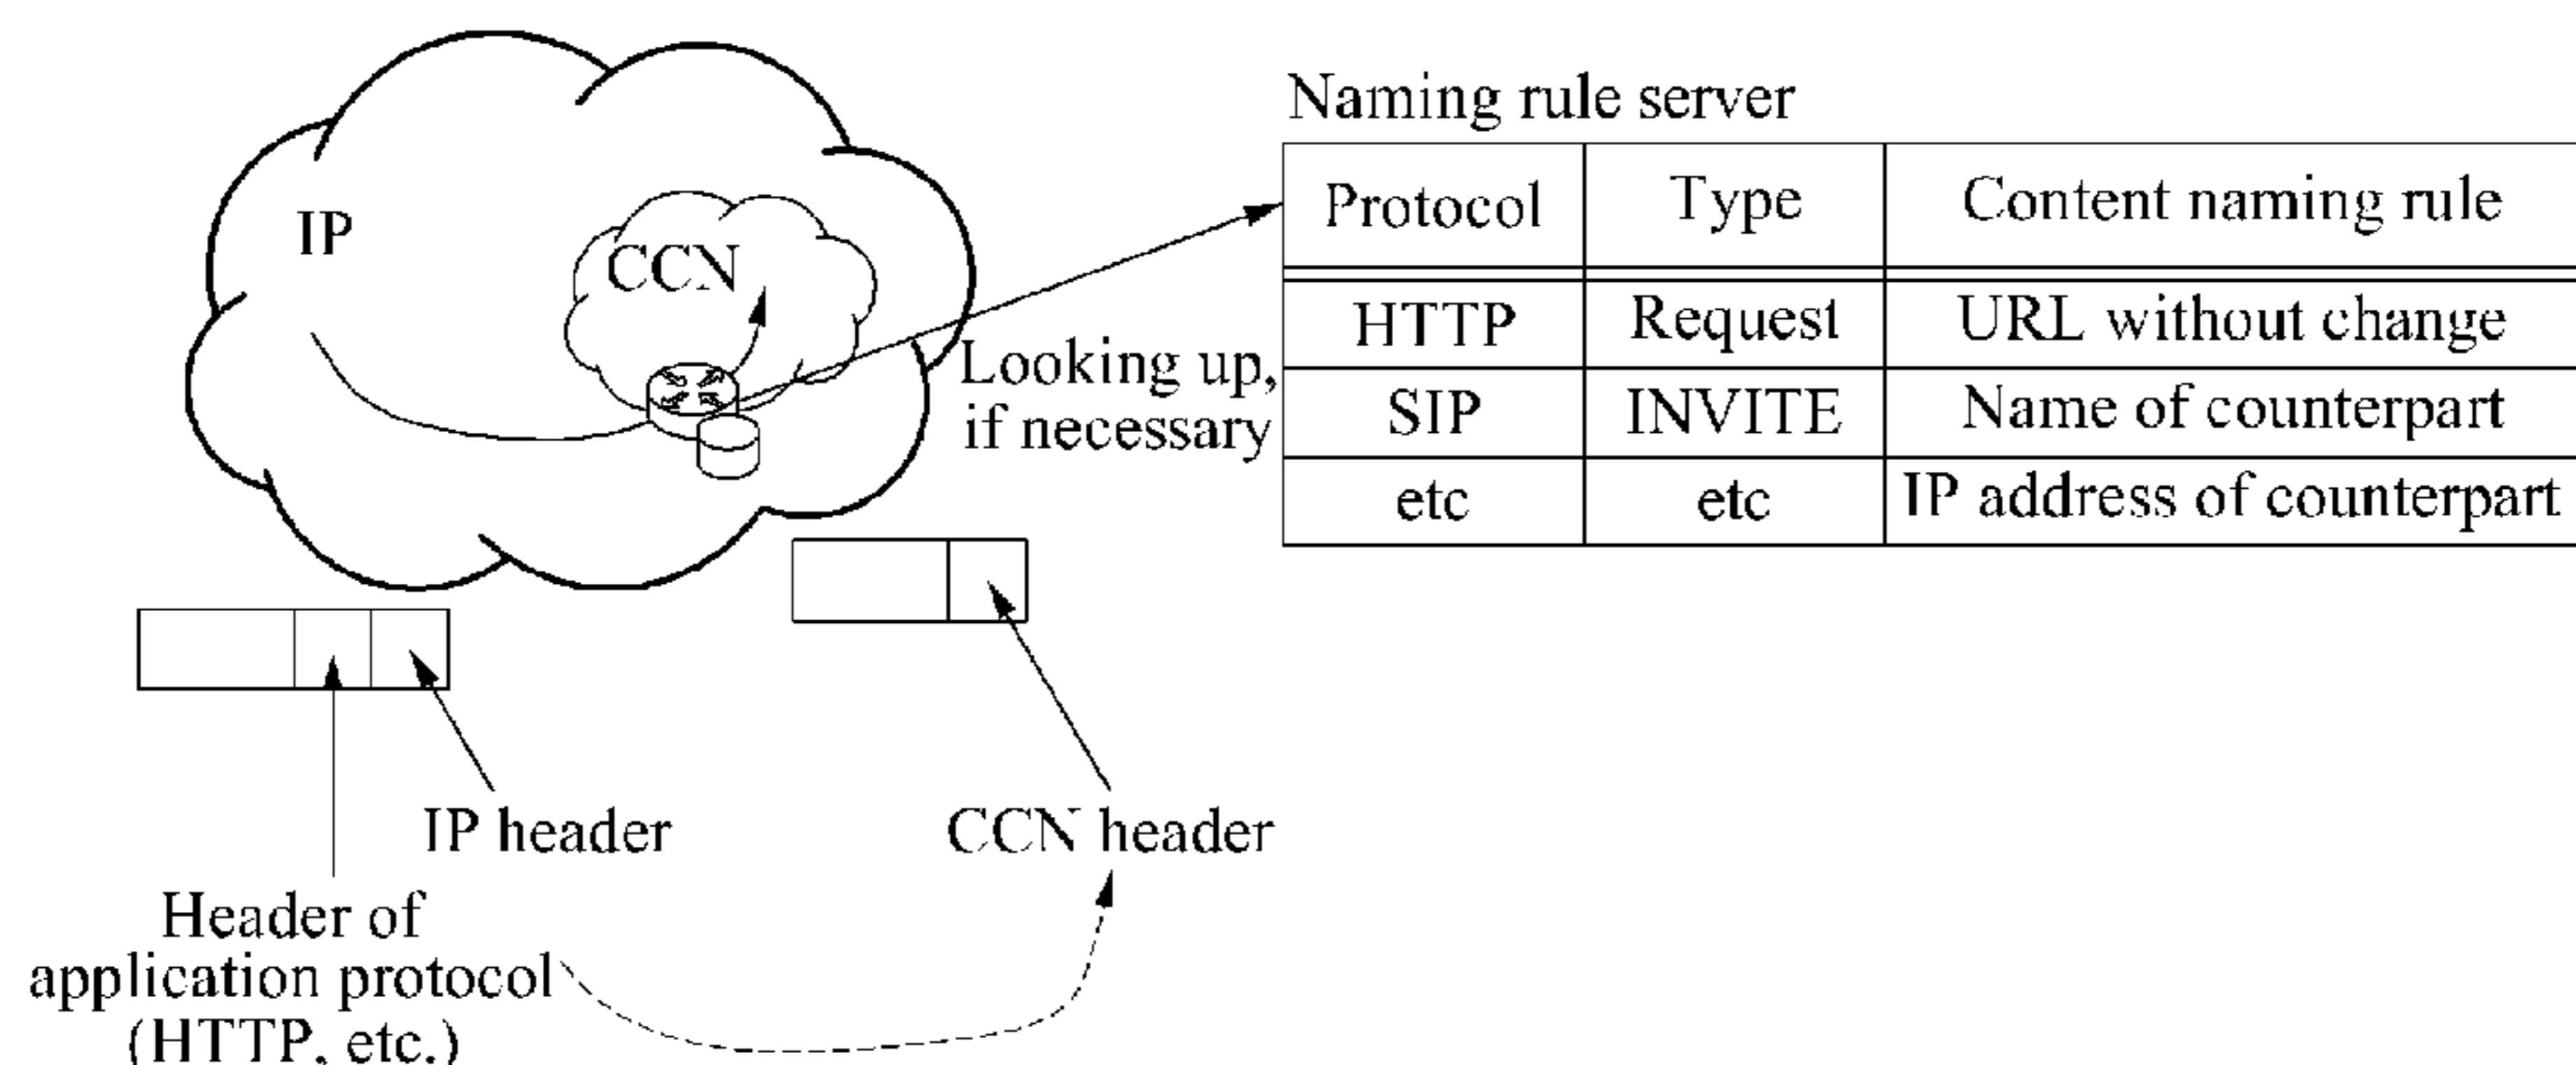 Naming rule server
Protocol Type Content naming rule
HTTP Request URL without change
SIP INVITE Name of counterpart
etc etc IP address of counterpart
IP
CCN
Looking up,
if necessary
IP header
CCN header
Header of
application protocol
(HTTP, etc.)